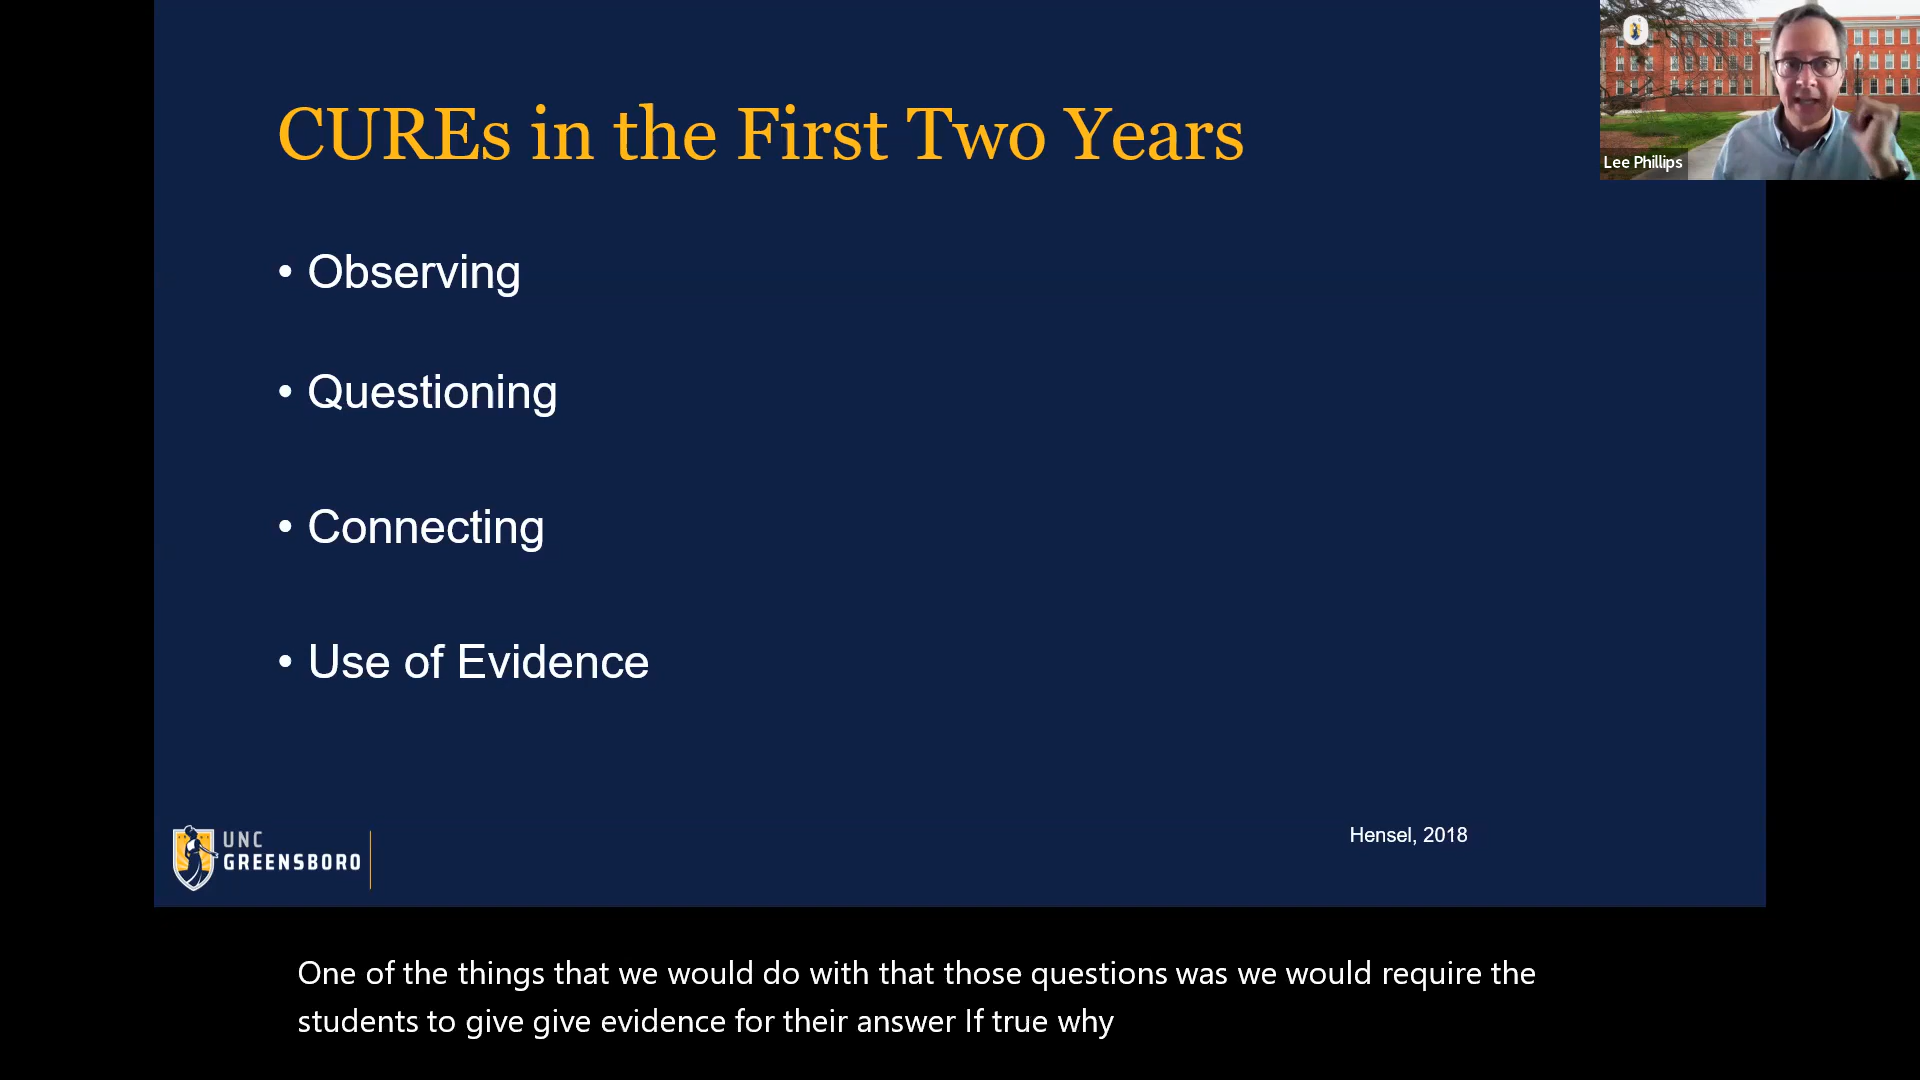 CUREs in the First Two Years
• Observing
• Questioning
• Connecting
• Use of Evidence
Hensel, 2018
UNC
GREENSBORO
Lee Phillips
One of the things that we would do with that those questions was we would require the
students to give give evidence for their answer If true why